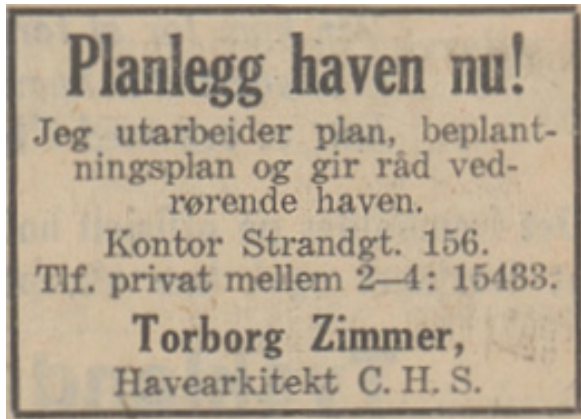 Planlegg haven nu!
Jeg utarbeider plan, beplant-
ningsplan og gir råd ved-
rørende haven.
Kontor Strandgt. 156.
Tlf. privat mellem 2—4: 15433.
Torborg Zimmer,
Havearkitekt C. H. S.